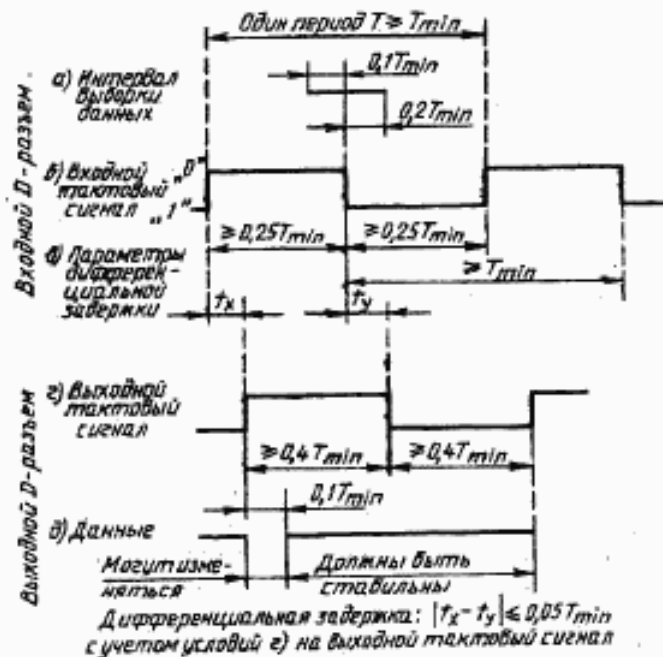 Один период T ≥ Tmin
0,1Tmin
а) Интервал
выборки
данных
0,2Tmin
Входной D-разъем.
б) Входной „0"
тактовый
сигнал „1"
≥0,25Tmin
≥0,25Tmin
в) Параметры
дифферен-
циальной
задержки
≥Tmin
tx
ty
Выходной D-разъем
г) Выходной
тактовый
сигнал
≥0,4Tmin
≥0,4Tmin
0,1Tmin
д) Данные
Могут изме-
няться
Должны быть
стабильны
Дифференциальная задержка: |tx - ty| ≤ 0,05Tmin
с учетом условий г) на выходной тактовый сигнал